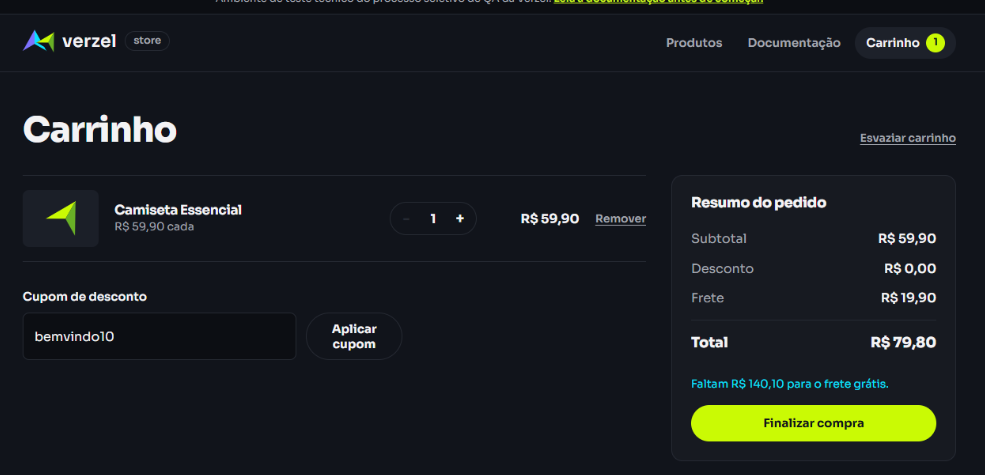 Ambiente de teste técnico do processo seletivo de QA da Verzel. Leia a documentação antes de começar.
verzel store
Produtos Documentação Carrinho 1
Carrinho
Esvaziar carrinho
Camiseta Essencial
R$ 59,90 cada
− 1 +
R$ 59,90
Remover
Cupom de desconto
bemvindo10
Aplicar
cupom
Resumo do pedido
Subtotal R$ 59,90
Desconto R$ 0,00
Frete R$ 19,90
Total R$ 79,80
Faltam R$ 140,10 para o frete grátis.
Finalizar compra